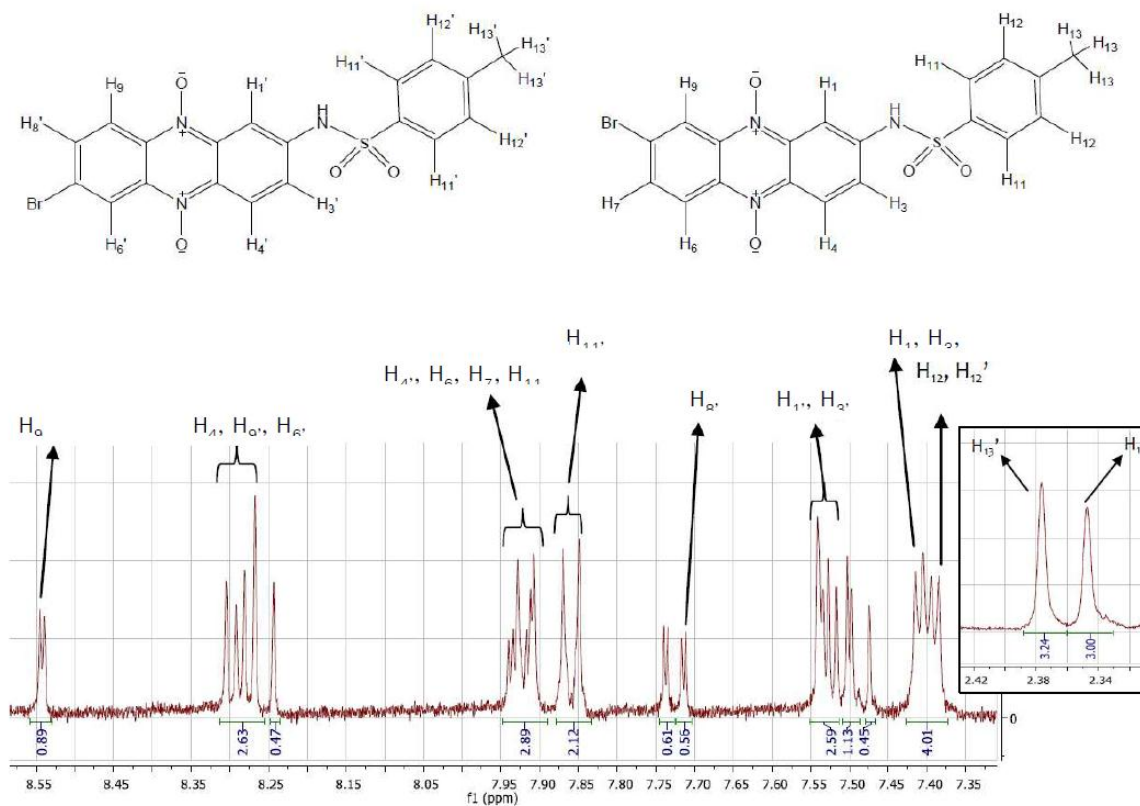 H12' H13' H13' H13' H11' H12' H11'
H9 H1' O N+ H N S O O
H8' Br N+ O H6' H4' H3'
H12 H13 H13 H13 H11 H12 H11
H9 H1 O N+ H N S O O
Br H7 N+ O H6 H4 H3
H11'
H1, H3,
H4', H6, H7, H11
H12, H12'
H8'
H1', H3'
H9
H4, H9', H6'
H13'
3.24
3.00
2.42 2.38 2.34
0
0.89 2.63 0.47 2.89 2.12 0.61 0.56 2.59 1.13 0.45 4.01
8.55 8.45 8.35 8.25 8.15 8.05 7.95 7.90 7.85 7.80 7.75 7.70 7.65 7.60 7.55 7.50 7.45 7.40 7.35
f1 (ppm)